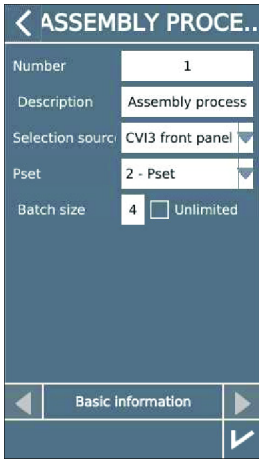 ASSEMBLY PROCE..
Number 1
Description Assembly process
Selection sourc CVI3 front panel
Pset 2 - Pset
Batch size 4 Unlimited
Basic information